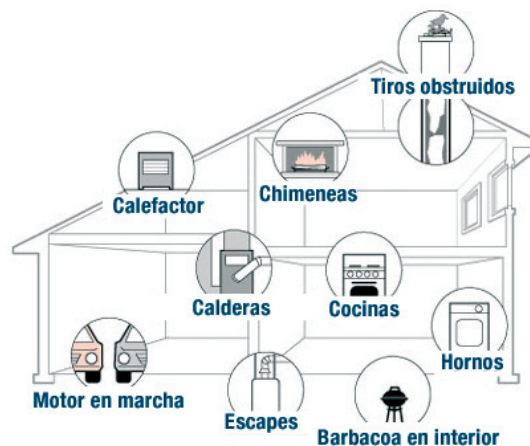 Tiros obstruidos
Calefactor
Chimeneas
Calderas
Cocinas
Hornos
Motor en marcha
Escapes
Barbacoa en interior